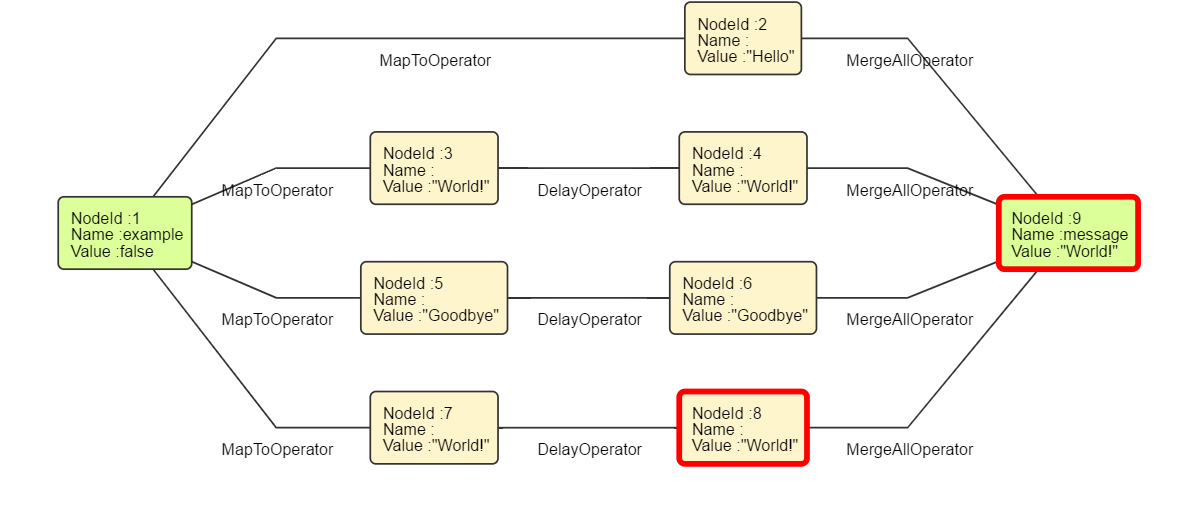 NodeId :2
Name :
Value :"Hello"
MapToOperator
MergeAllOperator
NodeId :3
Name :
Value :"World!"
NodeId :4
Name :
Value :"World!"
MapToOperator
DelayOperator
MergeAllOperator
NodeId :1
Name :example
Value :false
NodeId :9
Name :message
Value :"World!"
NodeId :5
Name :
Value :"Goodbye"
NodeId :6
Name :
Value :"Goodbye"
MapToOperator
DelayOperator
MergeAllOperator
NodeId :7
Name :
Value :"World!"
NodeId :8
Name :
Value :"World!"
MapToOperator
DelayOperator
MergeAllOperator